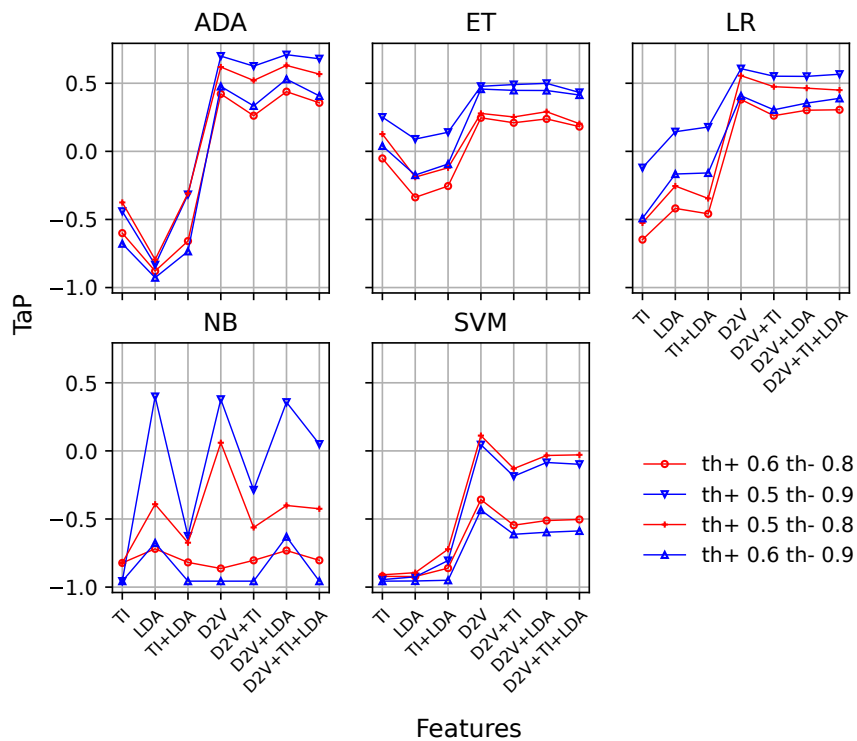 ADA
ET
LR
0.5
0.0
−0.5
−1.0
TaP
TI
LDA
TI+LDA
D2V
D2V+TI
D2V+LDA
D2V+TI+LDA
NB
SVM
0.5
0.0
−0.5
−1.0
TI
LDA
TI+LDA
D2V
D2V+TI
D2V+LDA
D2V+TI+LDA
TI
LDA
TI+LDA
D2V
D2V+TI
D2V+LDA
D2V+TI+LDA
th+ 0.6 th- 0.8
th+ 0.5 th- 0.9
th+ 0.5 th- 0.8
th+ 0.6 th- 0.9
Features